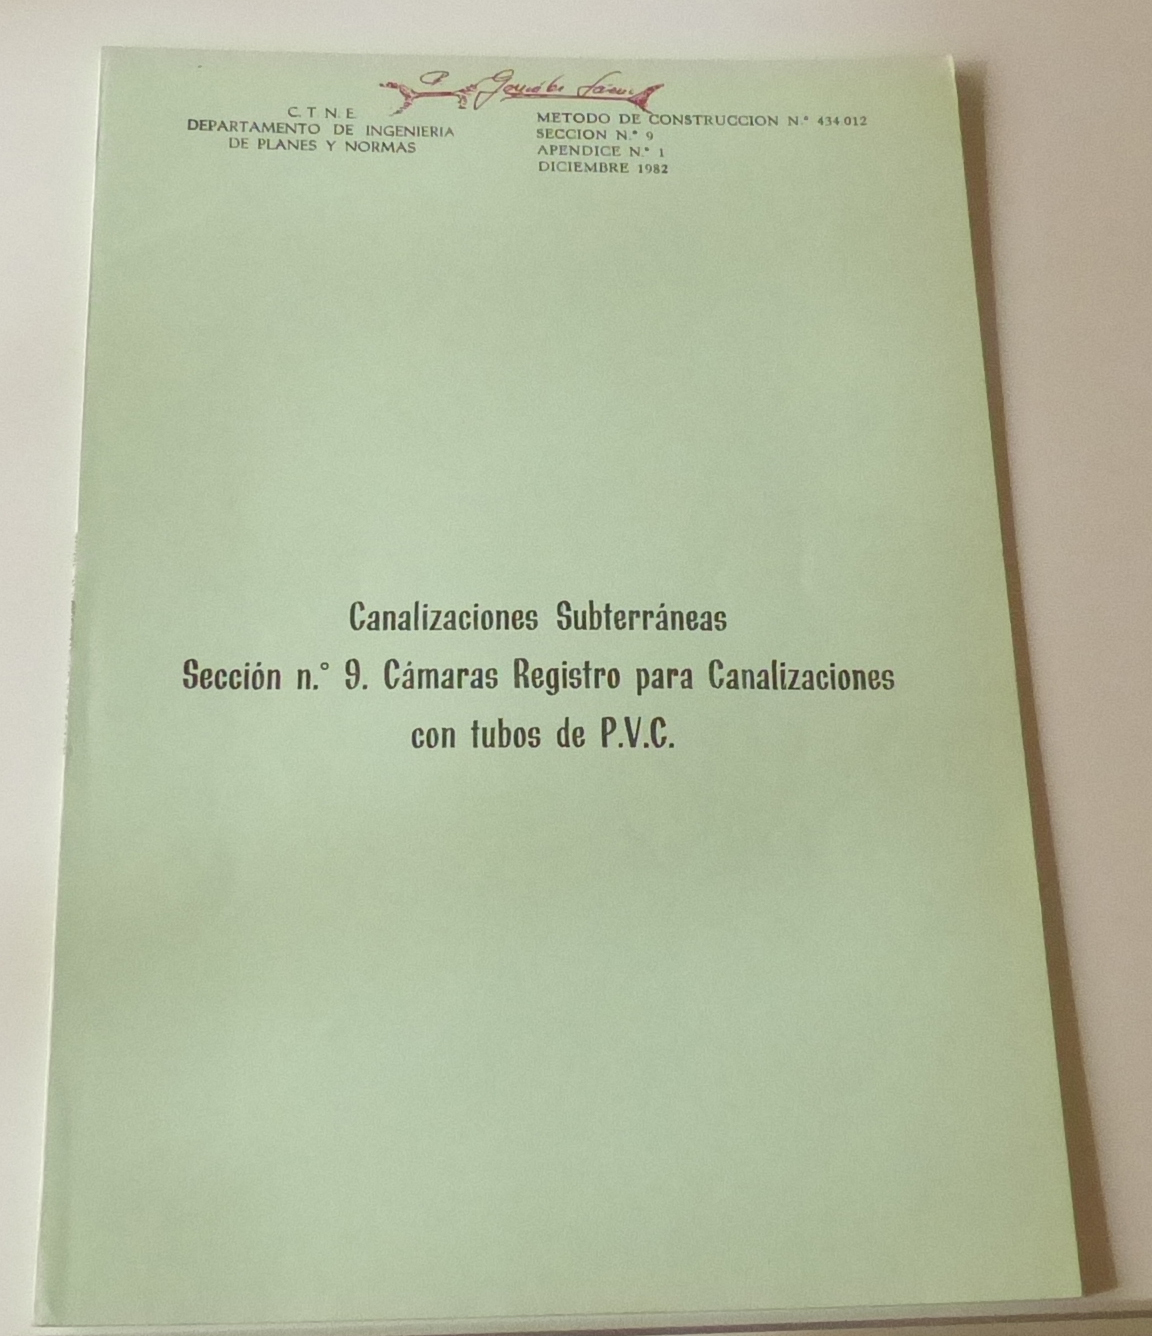 C. T. N. E.
DEPARTAMENTO DE INGENIERIA
DE PLANES Y NORMAS
METODO DE CONSTRUCCION N.º 434.012
SECCION N.º 9
APENDICE N.º 1
DICIEMBRE 1982
Canalizaciones Subterráneas
Sección n.º 9. Cámaras Registro para Canalizaciones
con tubos de P.V.C.